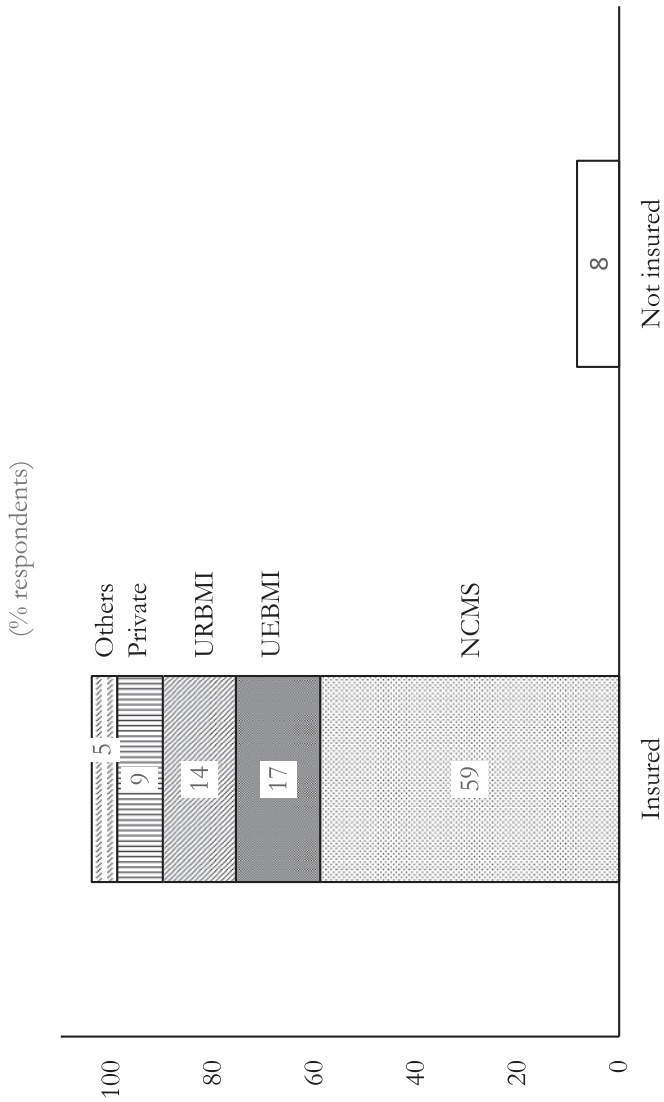 (% respondents)
100
80
60
40
20
0
Others
Private
URBMI
UEBMI
NCMS
5
9
14
17
59
8
Insured
Not insured